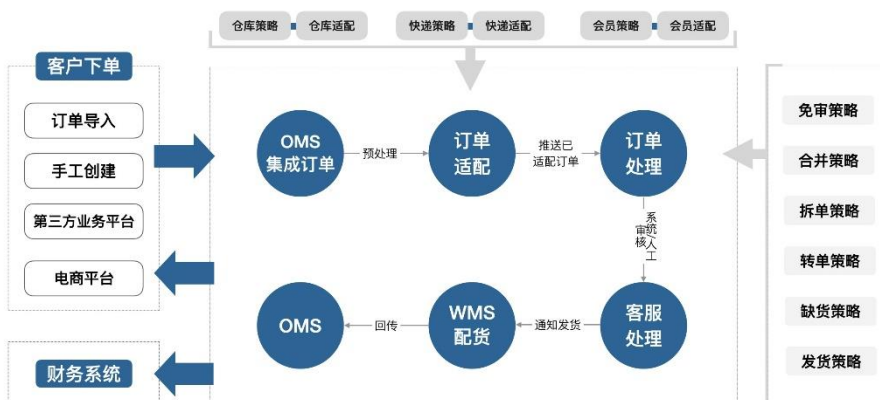 仓库策略 仓库适配 快递策略 快递适配 会员策略 会员适配
客户下单
订单导入
手工创建
第三方业务平台
电商平台
财务系统
OMS
集成订单
预处理
订单
适配
推送已
适配订单
订单
处理
系统/人工
审核
客服
处理
通知发货
WMS
配货
回传
OMS
免审策略
合并策略
拆单策略
转单策略
缺货策略
发货策略